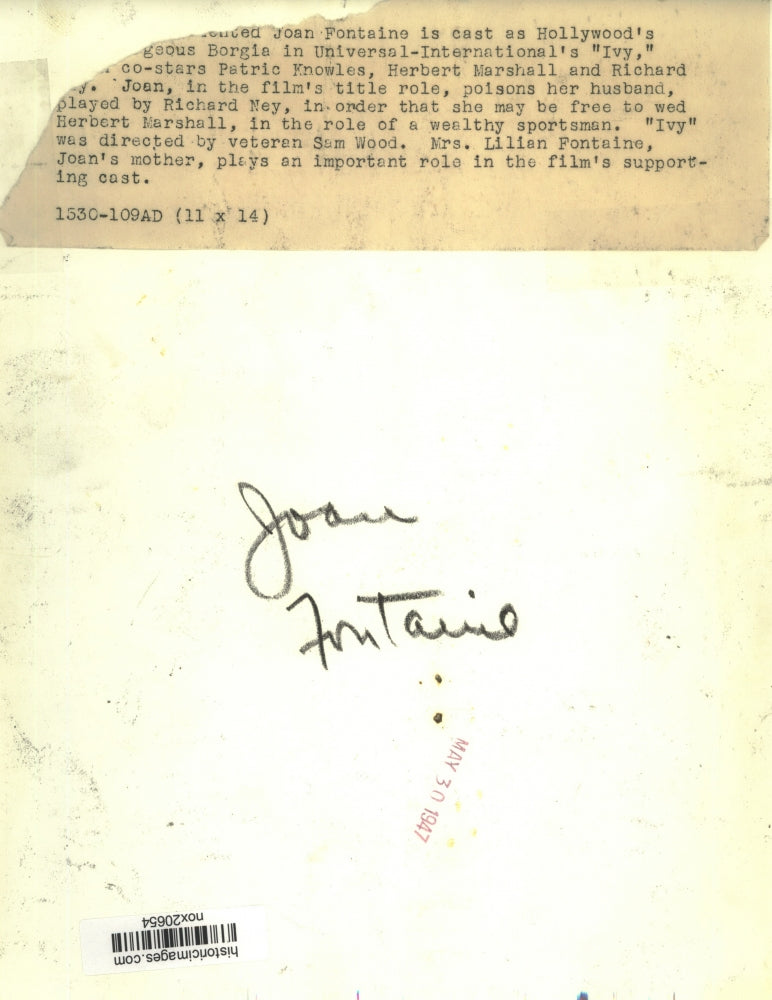 Joan Fontaine is cast as Hollywood's
Borgia in Universal-International's "Ivy,"
co-stars Patric Knowles, Herbert Marshall and Richard
Joan, in the film's title role, poisons her husband,
played by Richard Ney, in order that she may be free to wed
Herbert Marshall, in the role of a wealthy sportsman. "Ivy"
was directed by veteran Sam Wood. Mrs. Lilian Fontaine,
Joan's mother, plays an important role in the film's support-
ing cast.
1530-109AD (11 x 14)
Joan
Fontaine
MAY 30 1947
historicimages.com
nox20654